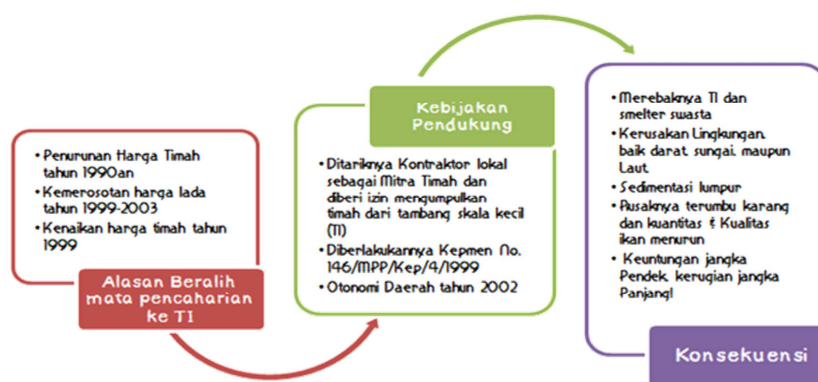 • Penurunan Harga Timah
tahun 1990an
• Kemerosotan harga lada
tahun 1999-2003
• Kenaikan harga timah tahun
1999
Alasan Beralih
mata pencaharian
ke TI
Kebijakan
Pendukung
• Ditariknya Kontraktor lokal
sebagai Mitra Timah dan
diberi izin mengumpulkan
timah dari tambang skala kecil
(TI)
• Diberlakukannya Kepmen No.
146/MPP/Kep/4/1999
• Otonomi Daerah tahun 2002
• Merebaknya TI dan
smelter swasta
• Kerusakan Lingkungan,
baik darat, sungai, maupun
Laut.
• Sedimentasi lumpur
• Rusaknya terumbu karang
dan kuantitas & Kualitas
ikan menurun
• Keuntungan jangka
Pendek, kerugian jangka
Panjang!
Konsekuensi